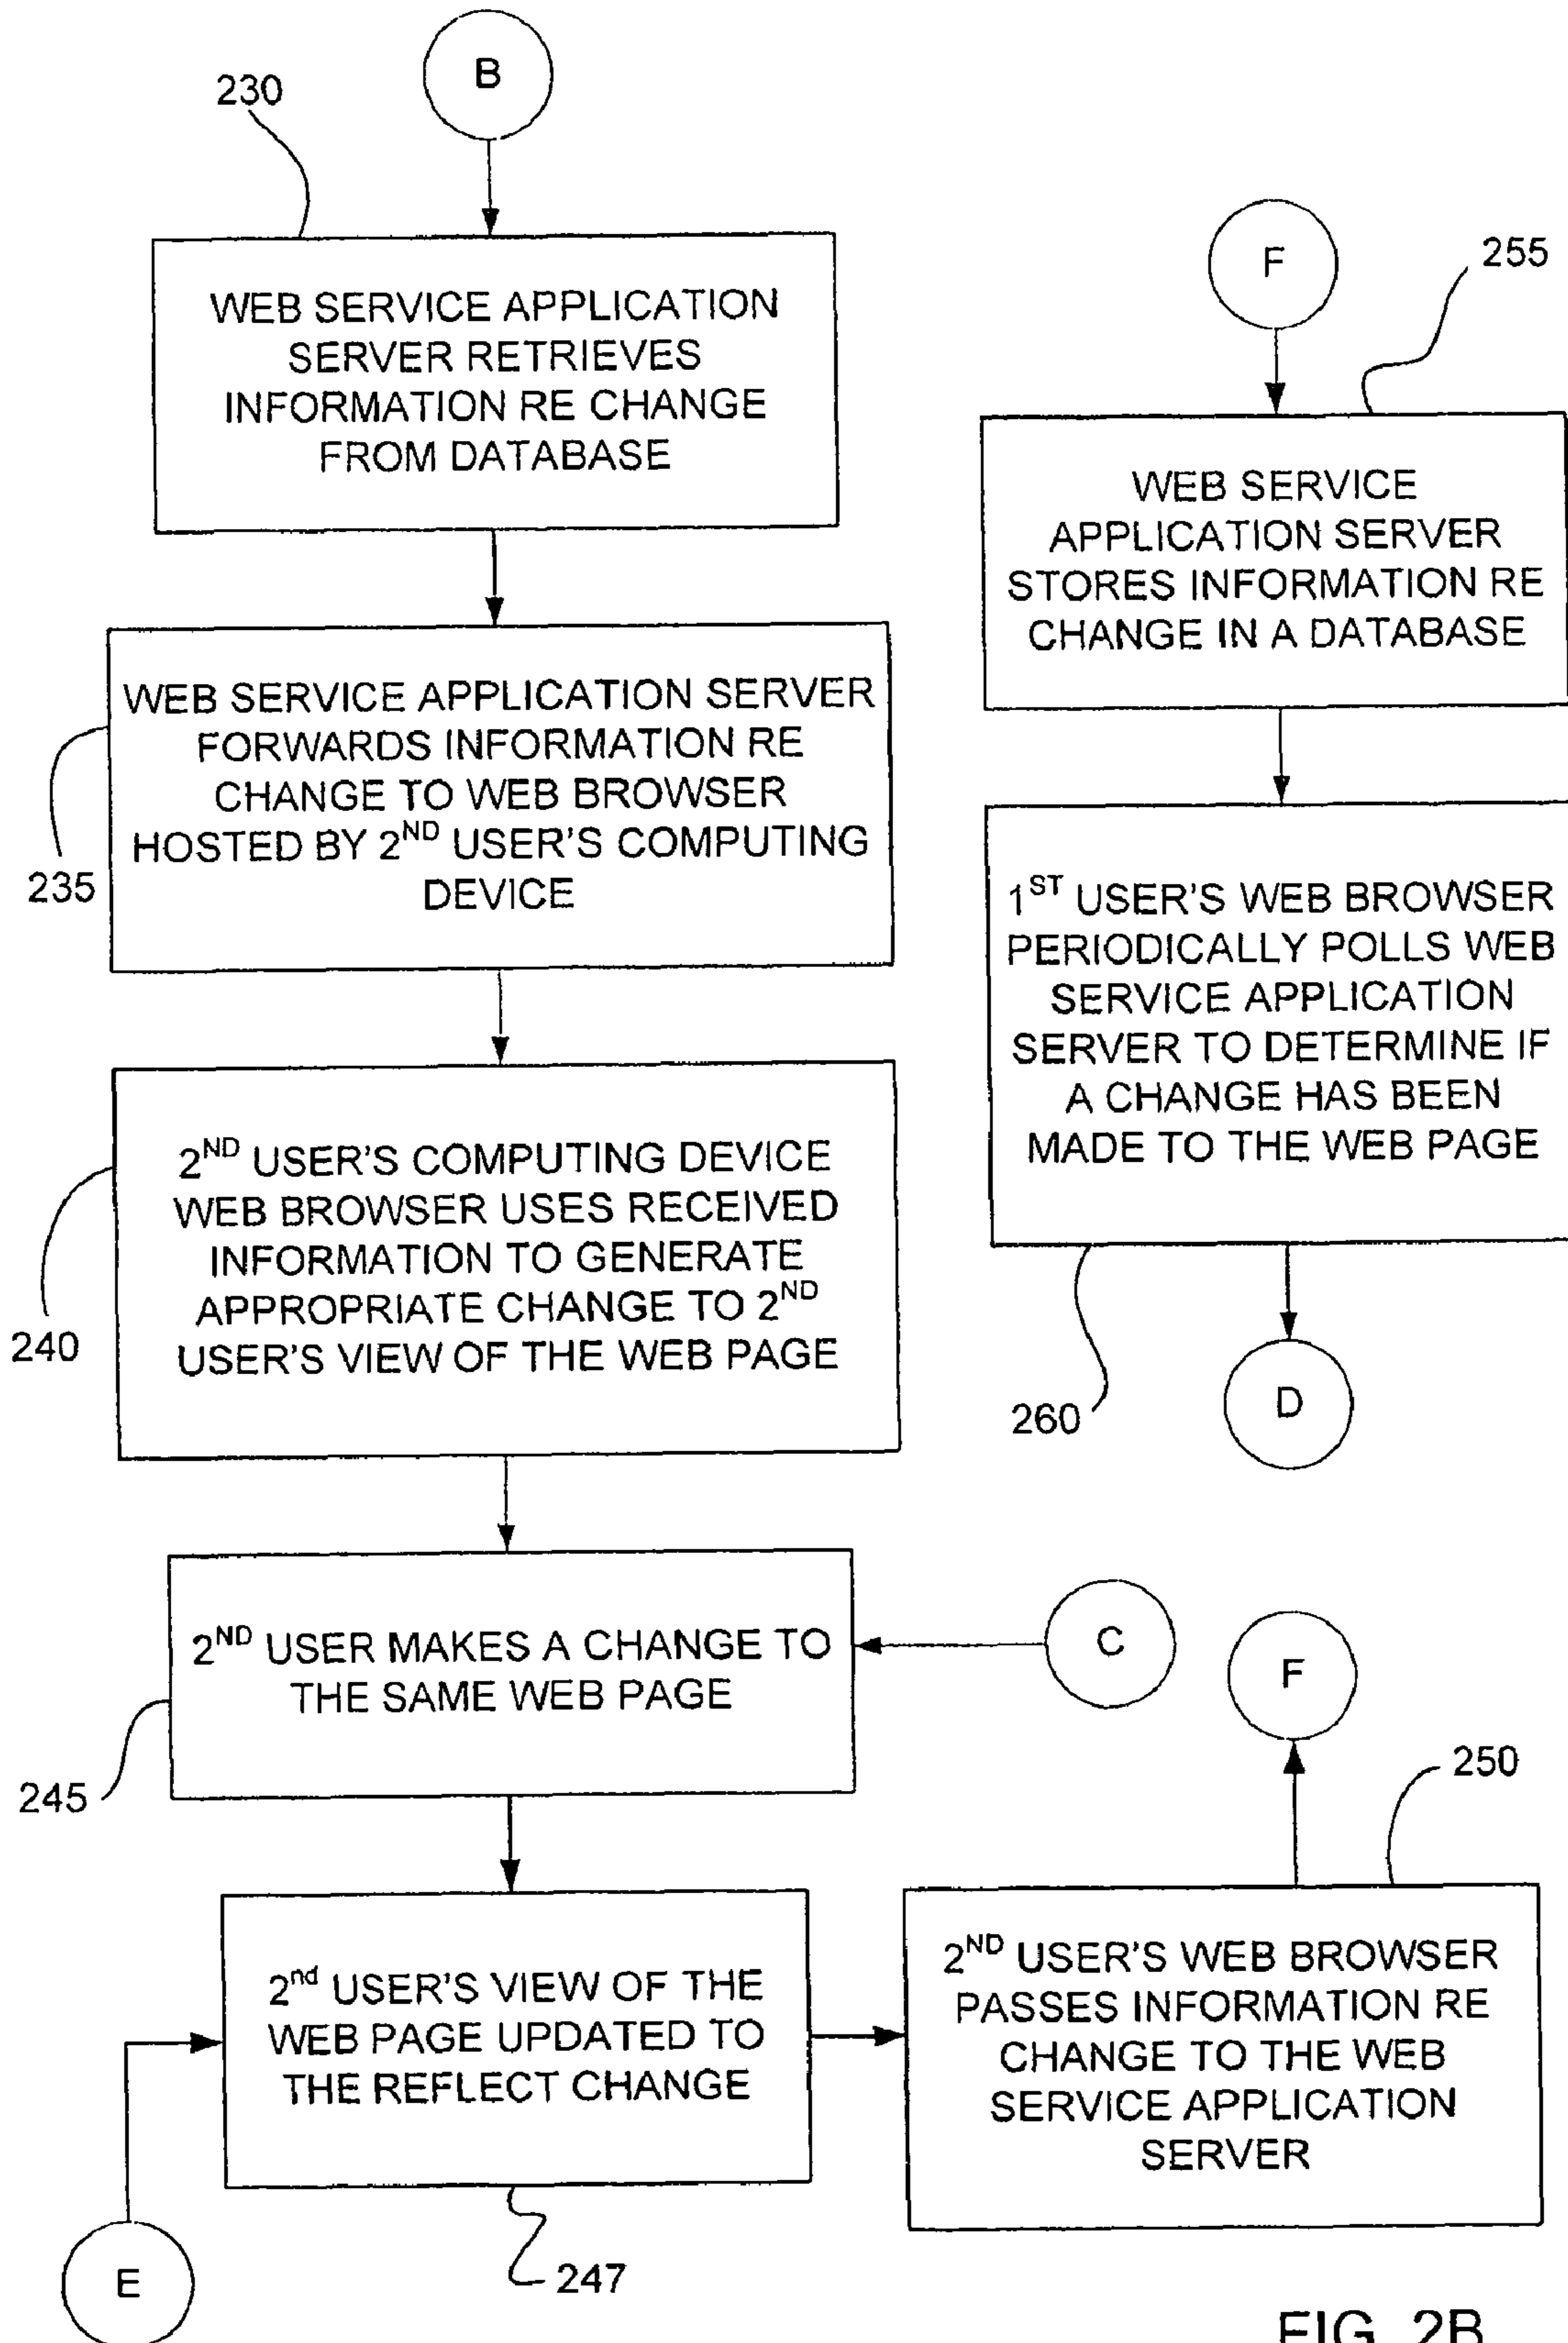 B
230
WEB SERVICE APPLICATION
SERVER RETRIEVES
INFORMATION RE CHANGE
FROM DATABASE
WEB SERVICE APPLICATION SERVER
FORWARDS INFORMATION RE
CHANGE TO WEB BROWSER
HOSTED BY 2ND USER'S COMPUTING
DEVICE
235
2ND USER'S COMPUTING DEVICE
WEB BROWSER USES RECEIVED
INFORMATION TO GENERATE
APPROPRIATE CHANGE TO 2ND
USER'S VIEW OF THE WEB PAGE
240
2ND USER MAKES A CHANGE TO
THE SAME WEB PAGE
245
C
2nd USER'S VIEW OF THE
WEB PAGE UPDATED TO
THE REFLECT CHANGE
247
E
2ND USER'S WEB BROWSER
PASSES INFORMATION RE
CHANGE TO THE WEB
SERVICE APPLICATION
SERVER
250
F
F
255
WEB SERVICE
APPLICATION SERVER
STORES INFORMATION RE
CHANGE IN A DATABASE
1ST USER'S WEB BROWSER
PERIODICALLY POLLS WEB
SERVICE APPLICATION
SERVER TO DETERMINE IF
A CHANGE HAS BEEN
MADE TO THE WEB PAGE
260
D
FIG. 2B